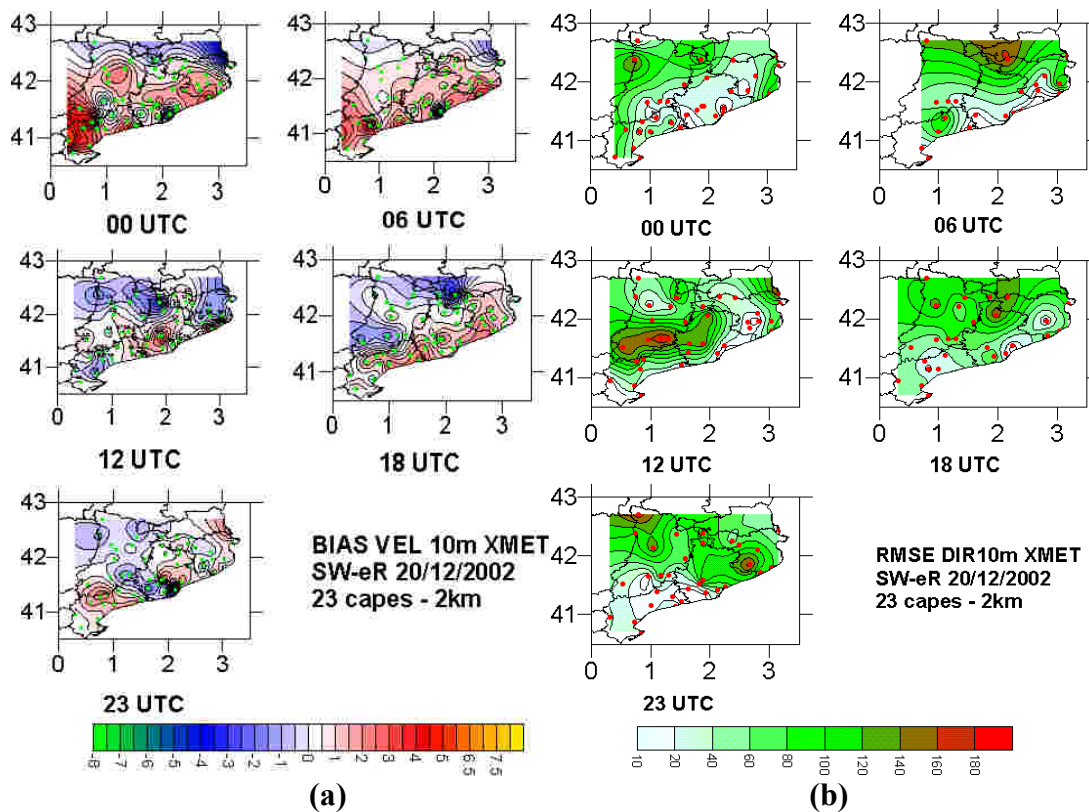 43 43 43 43
42 42 42 42
41 41 41 41
0 1 2 3 0 1 2 3 0 1 2 3 0 1 2 3
00 UTC 06 UTC 00 UTC 06 UTC
43 43 43 43
42 42 42 42
41 41 41 41
0 1 2 3 0 1 2 3 0 1 2 3 0 1 2 3
12 UTC 18 UTC 12 UTC 18 UTC
43 43
42 42
41 41
0 1 2 3 0 1 2 3
23 UTC 23 UTC
BIAS VEL 10m XMET
SW-eR 20/12/2002
23 capes - 2km
RMSE DIR10m XMET
SW-eR 20/12/2002
23 capes - 2km
-8 -7 -6 -5 -4 -3 -2 -1 0 1 2 3 4 5 6.5 7.5
10 20 40 60 80 100 120 140 160 180
(a) (b)